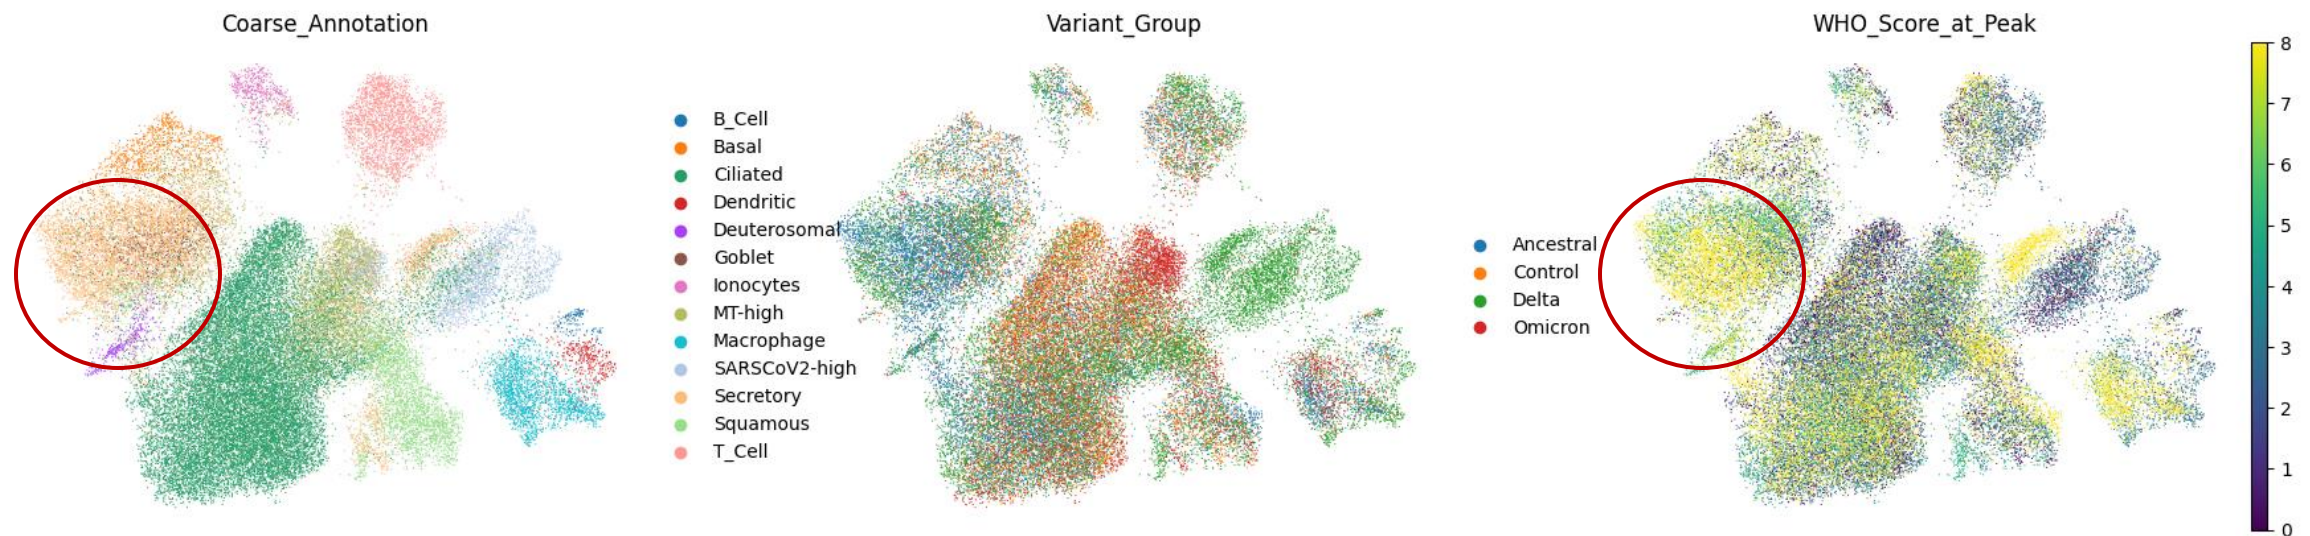 Coarse_Annotation
B_Cell
Basal
Ciliated
Dendritic
Deuterosomal
Goblet
Ionocytes
MT-high
Macrophage
SARSCoV2-high
Secretory
Squamous
T_Cell
Variant_Group
Ancestral
Control
Delta
Omicron
WHO_Score_at_Peak
8
7
6
5
4
3
2
1
0